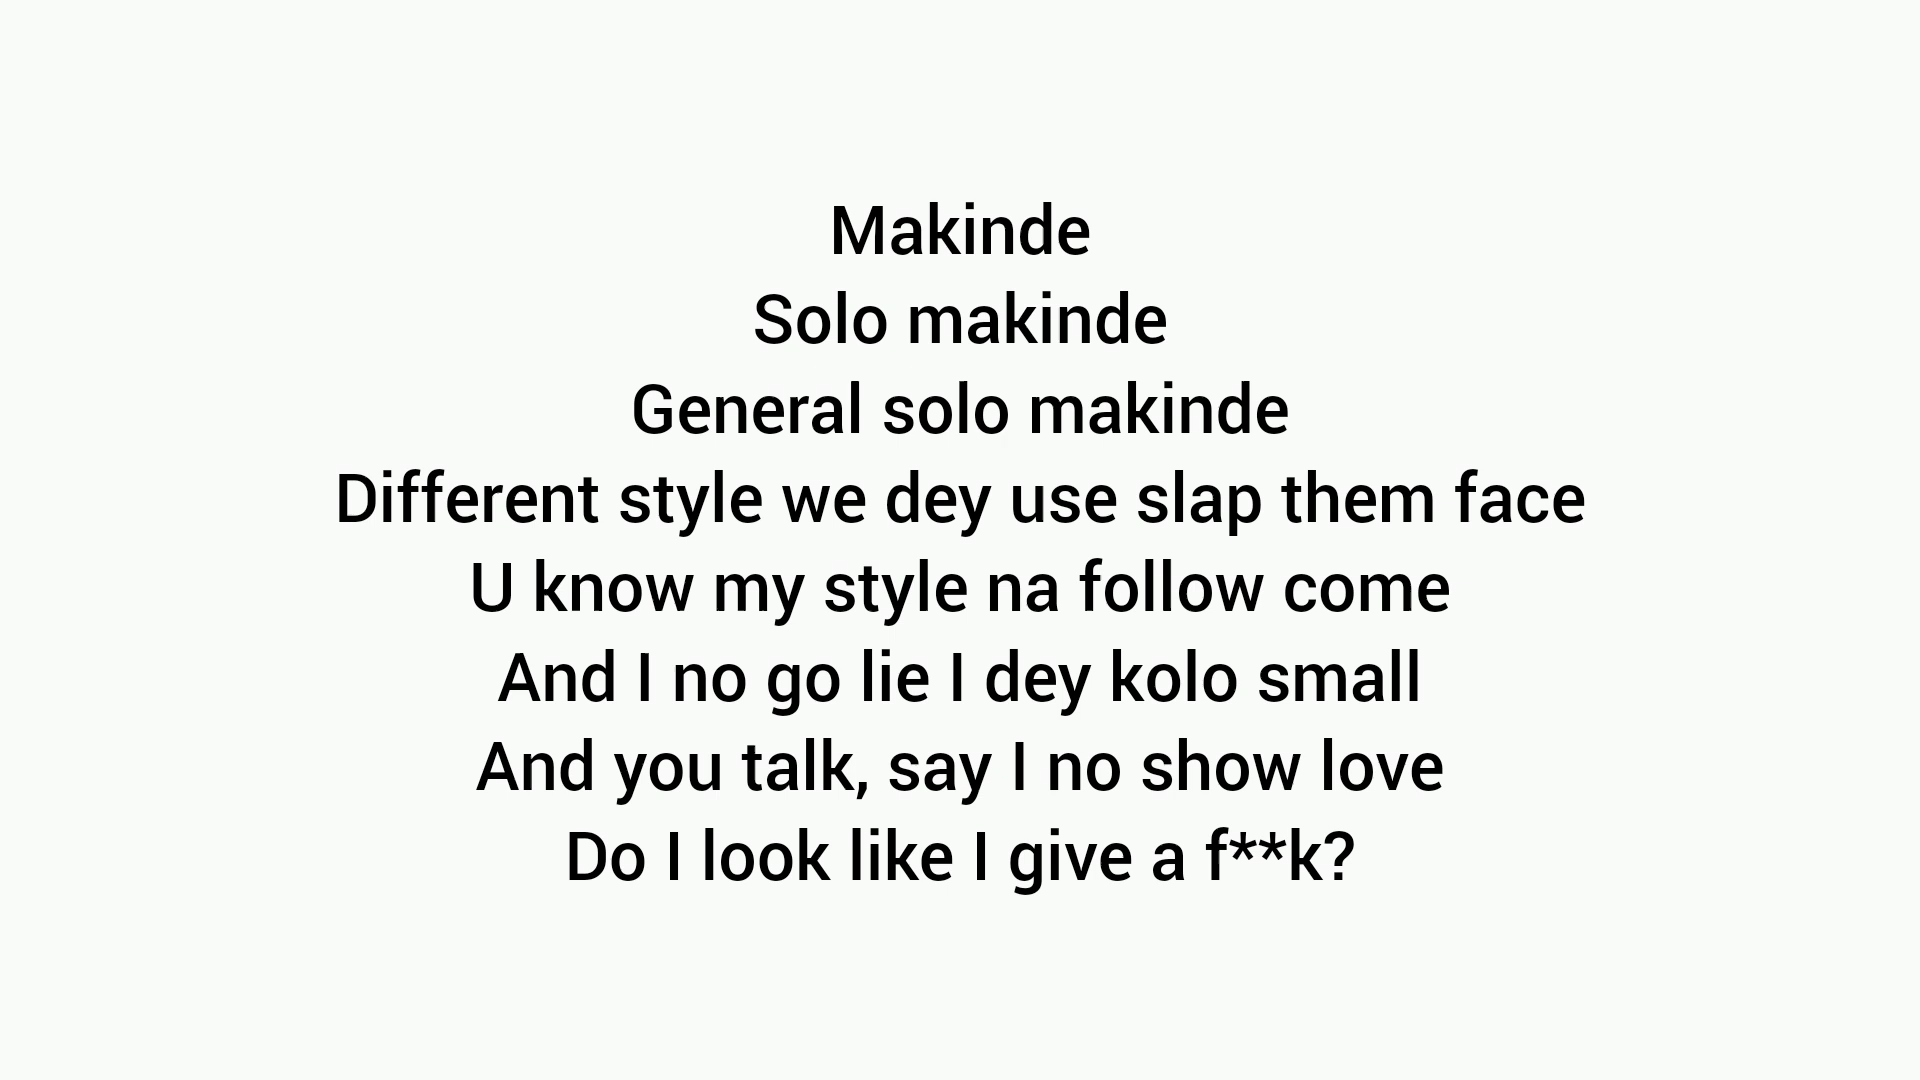 Makinde
Solo makinde
General solo makinde
Different style we dey use slap them face
U know my style na follow come
And I no go lie I dey kolo small
And you talk, say I no show love
Do I look like I give a f**k?